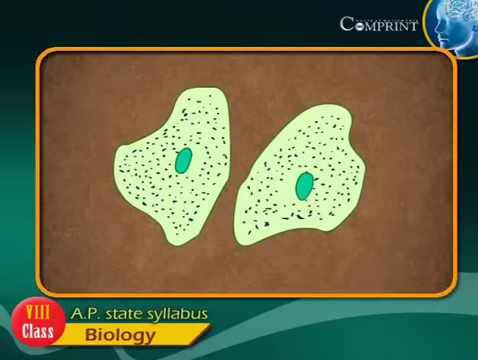 COMPRINT
VIII
Class
A.P. state syllabus
Biology